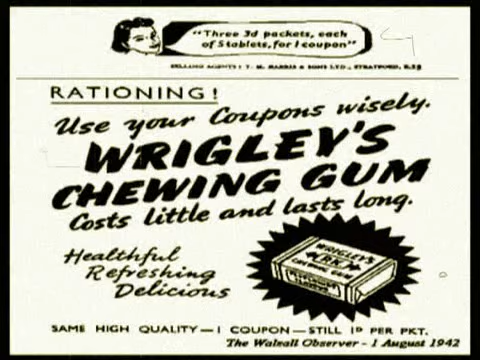 "Three 3d packets, each
of 5 tablets, for 1 coupon"
SELLING AGENTS : T. M. HARRIS & SONS LTD., STRATFORD, E.15
RATIONING!
Use your Coupons wisely.
WRIGLEY'S
CHEWING GUM
Costs little and lasts long.
Healthful
Refreshing
Delicious
WRIGLEY'S
CHEWING GUM
SAME HIGH QUALITY—1 COUPON—STILL 1D PER PKT.
The Walsall Observer - 1 August 1942